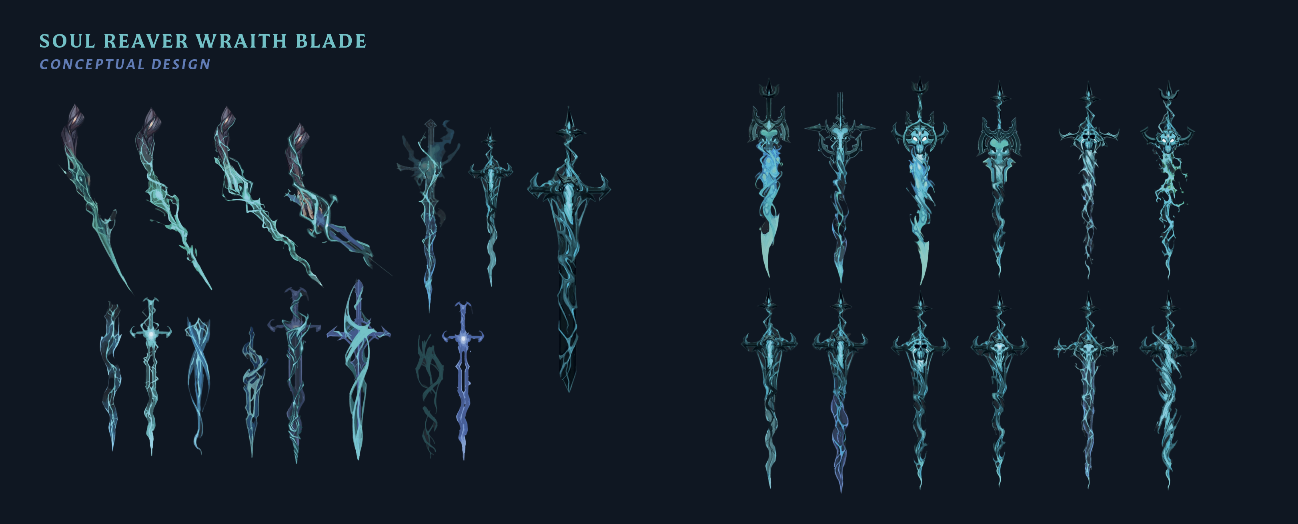 SOUL REAVER WRAITH BLADE
CONCEPTUAL DESIGN